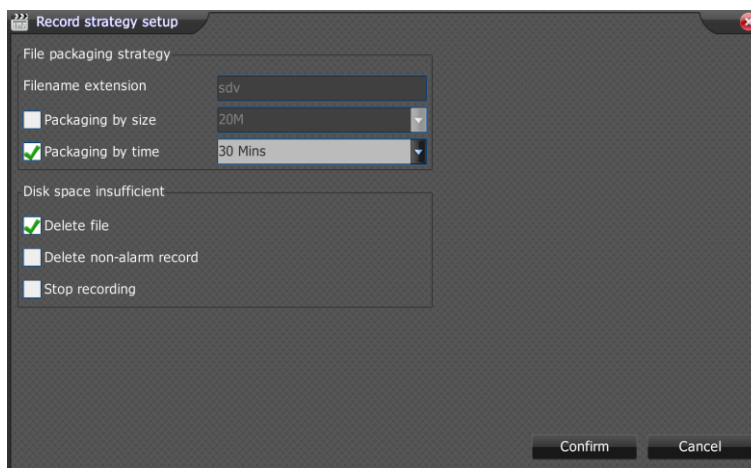 Record strategy setup
File packaging strategy
Filename extension sdv
Packaging by size 20M
Packaging by time 30 Mins
Disk space insufficient
Delete file
Delete non-alarm record
Stop recording
Confirm Cancel